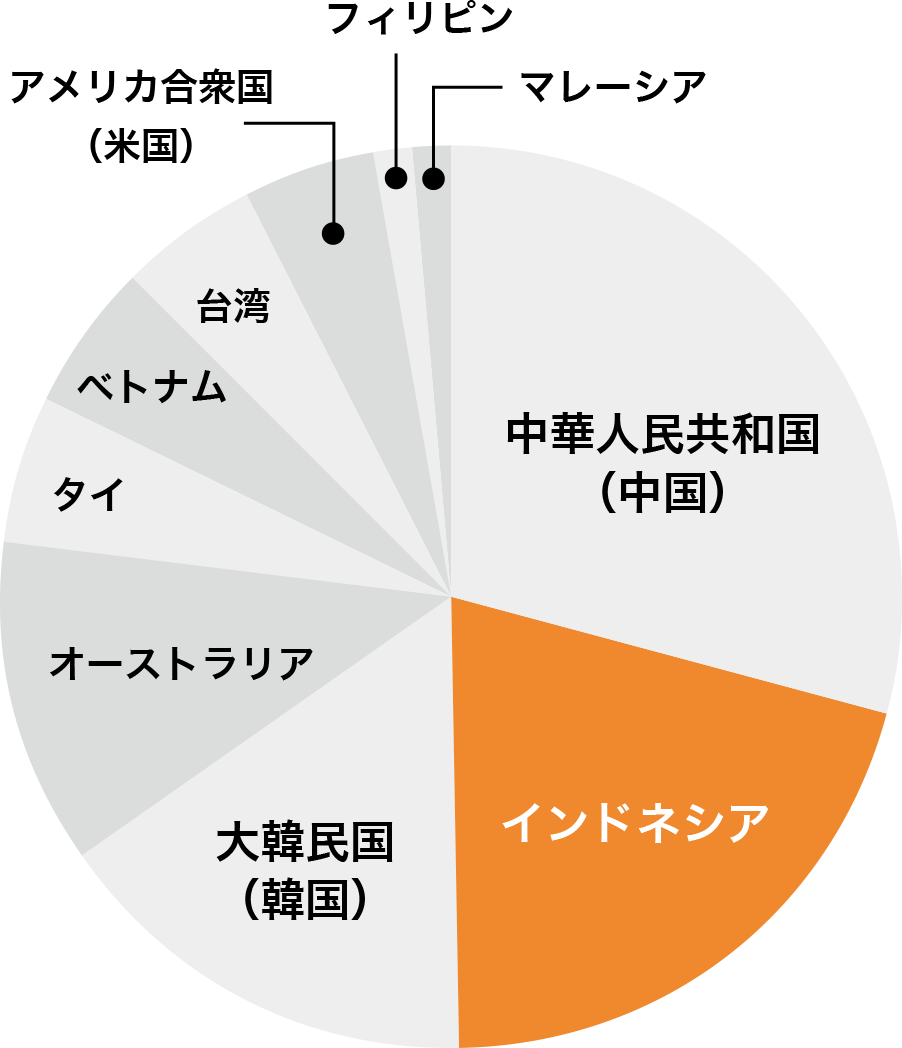 フィリピン
アメリカ合衆国
（米国）
マレーシア
台湾
ベトナム
中華人民共和国
（中国）
タイ
オーストラリア
インドネシア
大韓民国
（韓国）